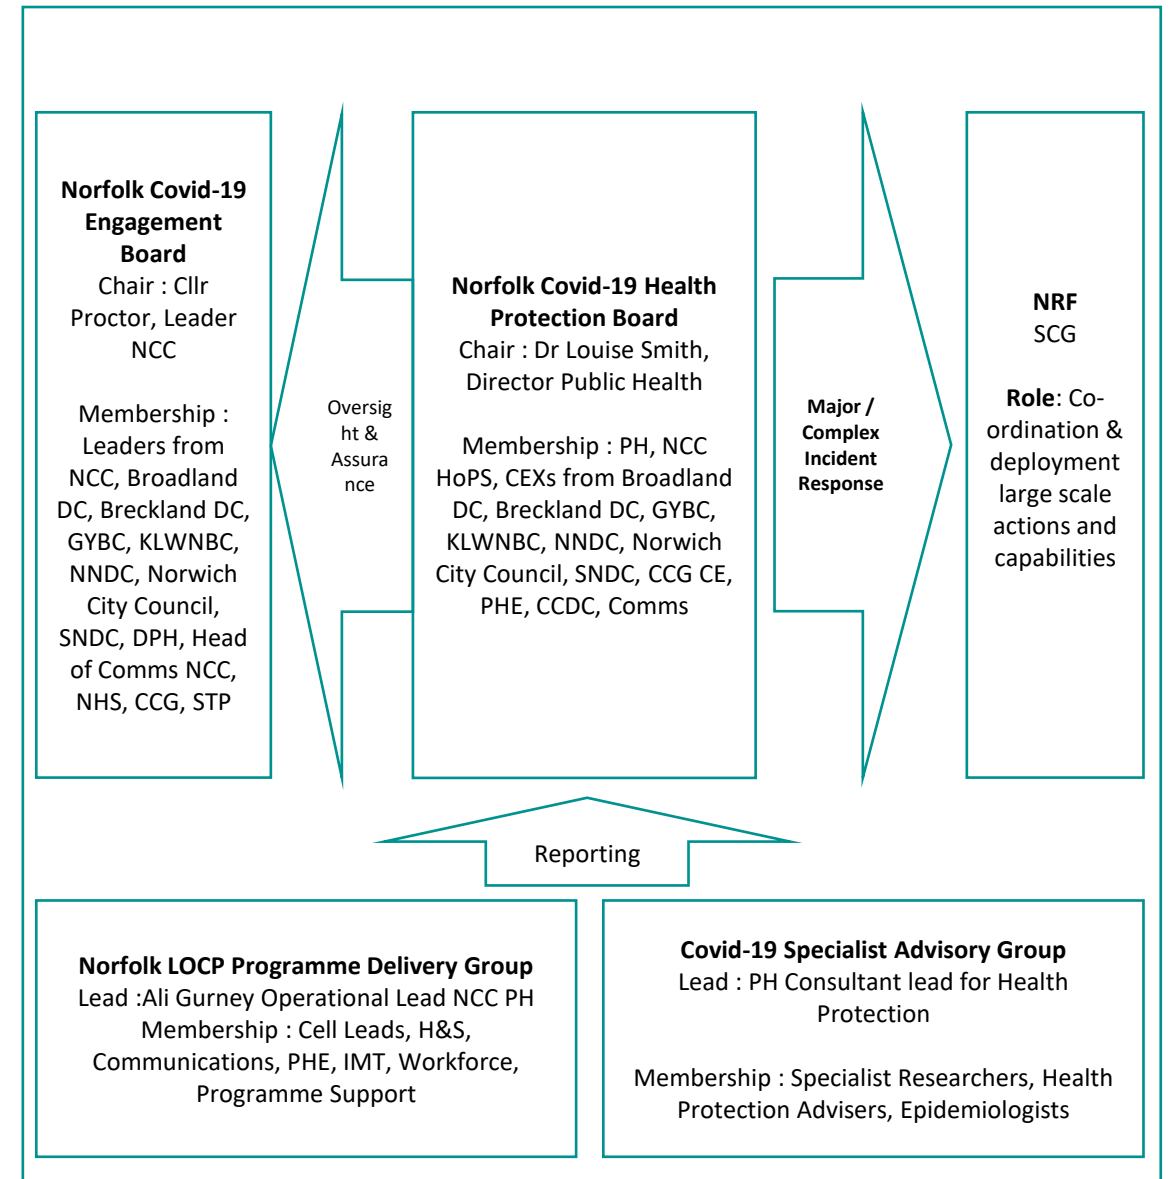 Norfolk Covid-19
Engagement
Board
Chair : Cllr
Proctor, Leader
NCC
Membership :
Leaders from
NCC, Broadland
DC, Breckland DC,
GYBC, KLWNBC,
NNDC, Norwich
City Council,
SNDC, DPH, Head
of Comms NCC,
NHS, CCG, STP
Oversig
ht &
Assura
nce
Norfolk Covid-19 Health
Protection Board
Chair : Dr Louise Smith,
Director Public Health
Membership : PH, NCC
HoPS, CEXs from Broadland
DC, Breckland DC, GYBC,
KLWNBC, NNDC, Norwich
City Council, SNDC, CCG CE,
PHE, CCDC, Comms
Major /
Complex
Incident
Response
NRF
SCG
Role: Co-
ordination &
deployment
large scale
actions and
capabilities
Reporting
Norfolk LOCP Programme Delivery Group
Lead :Ali Gurney Operational Lead NCC PH
Membership : Cell Leads, H&S,
Communications, PHE, IMT, Workforce,
Programme Support
Covid-19 Specialist Advisory Group
Lead : PH Consultant lead for Health
Protection
Membership : Specialist Researchers, Health
Protection Advisers, Epidemiologists